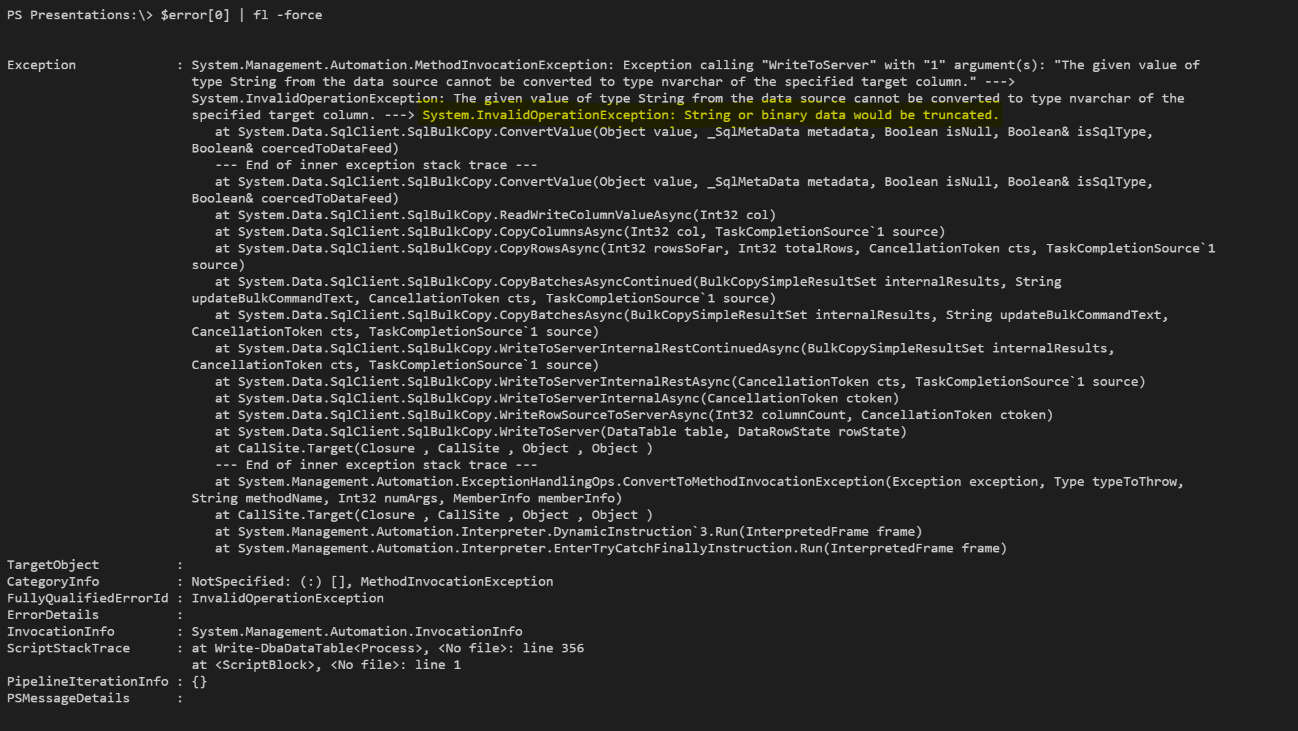 PS Presentations:\> $error[0] | fl -force
Exception             : System.Management.Automation.MethodInvocationException: Exception calling "WriteToServer" with "1" argument(s): "The given value of
                        type String from the data source cannot be converted to type nvarchar of the specified target column." --->
                        System.InvalidOperationException: The given value of type String from the data source cannot be converted to type nvarchar of the
                        specified target column. ---> System.InvalidOperationException: String or binary data would be truncated.
                           at System.Data.SqlClient.SqlBulkCopy.ConvertValue(Object value, _SqlMetaData metadata, Boolean isNull, Boolean& isSqlType,
                        Boolean& coercedToDataFeed)
                           --- End of inner exception stack trace ---
                           at System.Data.SqlClient.SqlBulkCopy.ConvertValue(Object value, _SqlMetaData metadata, Boolean isNull, Boolean& isSqlType,
                        Boolean& coercedToDataFeed)
                           at System.Data.SqlClient.SqlBulkCopy.ReadWriteColumnValueAsync(Int32 col)
                           at System.Data.SqlClient.SqlBulkCopy.CopyColumnsAsync(Int32 col, TaskCompletionSource`1 source)
                           at System.Data.SqlClient.SqlBulkCopy.CopyRowsAsync(Int32 rowsSoFar, Int32 totalRows, CancellationToken cts, TaskCompletionSource`1
                        source)
                           at System.Data.SqlClient.SqlBulkCopy.CopyBatchesAsyncContinued(BulkCopySimpleResultSet internalResults, String
                        updateBulkCommandText, CancellationToken cts, TaskCompletionSource`1 source)
                           at System.Data.SqlClient.SqlBulkCopy.CopyBatchesAsync(BulkCopySimpleResultSet internalResults, String updateBulkCommandText,
                        CancellationToken cts, TaskCompletionSource`1 source)
                           at System.Data.SqlClient.SqlBulkCopy.WriteToServerInternalRestContinuedAsync(BulkCopySimpleResultSet internalResults,
                        CancellationToken cts, TaskCompletionSource`1 source)
                           at System.Data.SqlClient.SqlBulkCopy.WriteToServerInternalRestAsync(CancellationToken cts, TaskCompletionSource`1 source)
                           at System.Data.SqlClient.SqlBulkCopy.WriteToServerInternalAsync(CancellationToken ctoken)
                           at System.Data.SqlClient.SqlBulkCopy.WriteRowSourceToServerAsync(Int32 columnCount, CancellationToken ctoken)
                           at System.Data.SqlClient.SqlBulkCopy.WriteToServer(DataTable table, DataRowState rowState)
                           at CallSite.Target(Closure , CallSite , Object , Object )
                           --- End of inner exception stack trace ---
                           at System.Management.Automation.ExceptionHandlingOps.ConvertToMethodInvocationException(Exception exception, Type typeToThrow,
                        String methodName, Int32 numArgs, MemberInfo memberInfo)
                           at CallSite.Target(Closure , CallSite , Object , Object )
                           at System.Management.Automation.Interpreter.DynamicInstruction`3.Run(InterpretedFrame frame)
                           at System.Management.Automation.Interpreter.EnterTryCatchFinallyInstruction.Run(InterpretedFrame frame)
TargetObject          :
CategoryInfo          : NotSpecified: (:) [], MethodInvocationException
FullyQualifiedErrorId : InvalidOperationException
ErrorDetails          :
InvocationInfo        : System.Management.Automation.InvocationInfo
ScriptStackTrace      : at Write-DbaDataTable<Process>, <No file>: line 356
                        at <ScriptBlock>, <No file>: line 1
PipelineIterationInfo : {}
PSMessageDetails      :